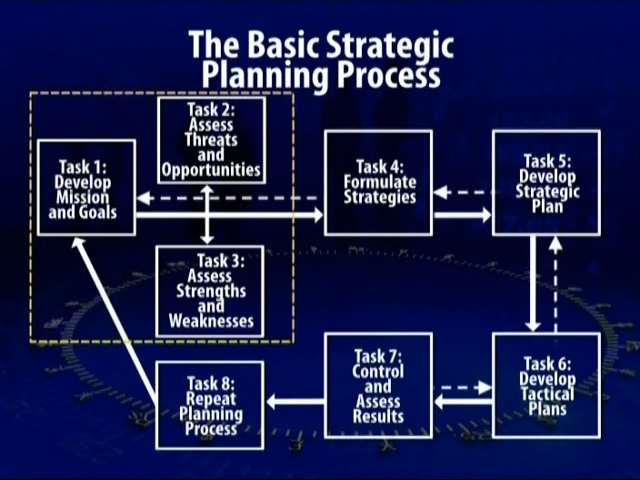 The Basic Strategic
Planning Process
Task 1:
Develop
Mission
and Goals
Task 2:
Assess
Threats
and
Opportunities
Task 3:
Assess
Strengths
and
Weaknesses
Task 4:
Formulate
Strategies
Task 5:
Develop
Strategic
Plan
Task 6:
Develop
Tactical
Plans
Task 7:
Control
and
Assess
Results
Task 8:
Repeat
Planning
Process